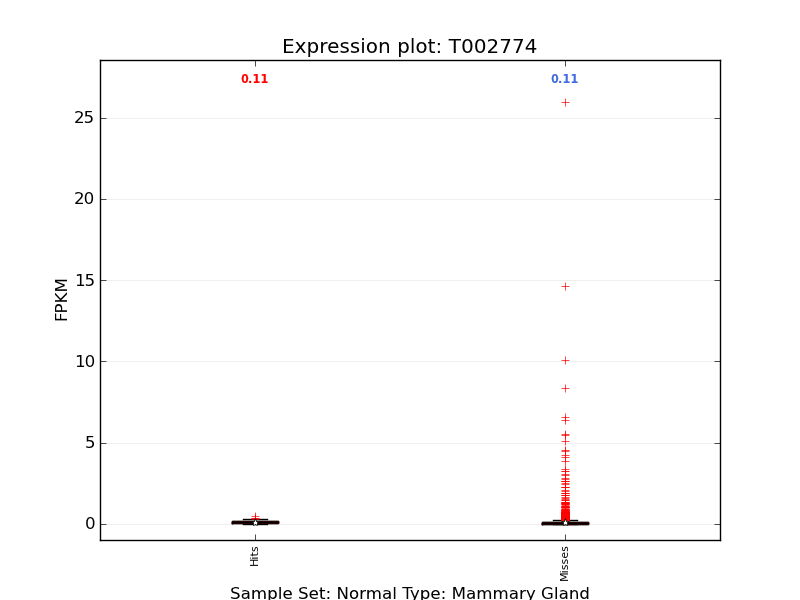 Expression plot: T002774
0.11
0.11
25
20
15
10
5
0
FPKM
Hits
Misses
Sample Set: Normal Type: Mammary Gland